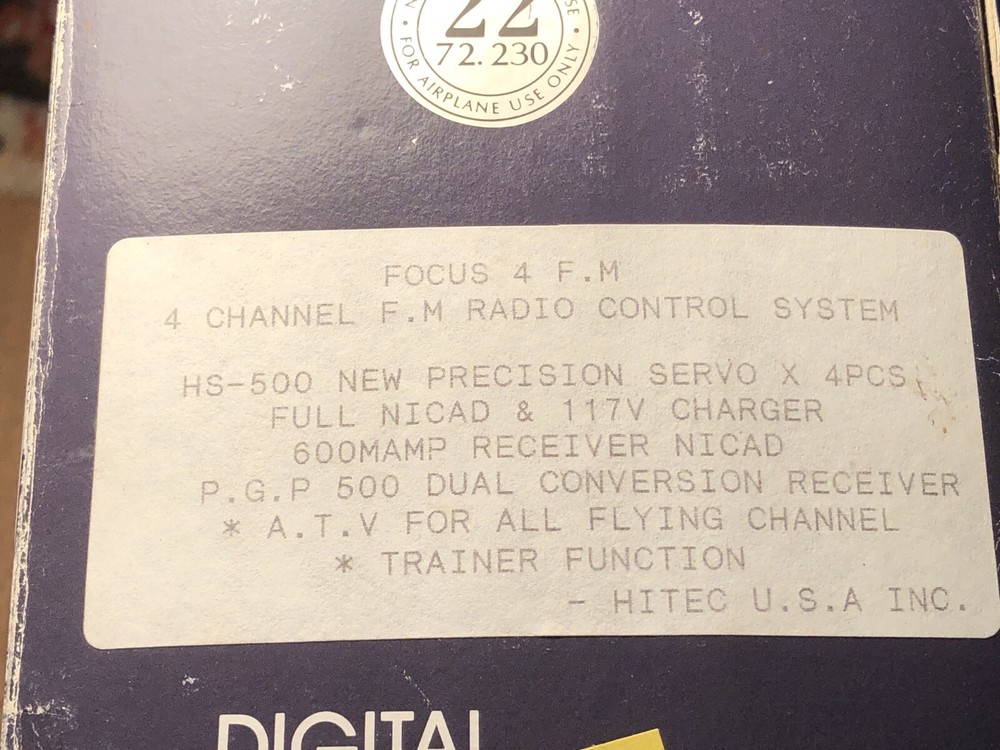 22
72.230
• FOR AIRPLANE USE ONLY •
FOCUS 4 F.M
4 CHANNEL F.M RADIO CONTROL SYSTEM
HS-500 NEW PRECISION SERVO X 4PCS
FULL NICAD & 117V CHARGER
600MAMP RECEIVER NICAD
P.G.P 500 DUAL CONVERSION RECEIVER
* A.T.V FOR ALL FLYING CHANNEL
* TRAINER FUNCTION
- HITEC U.S.A INC.
DIGITAL